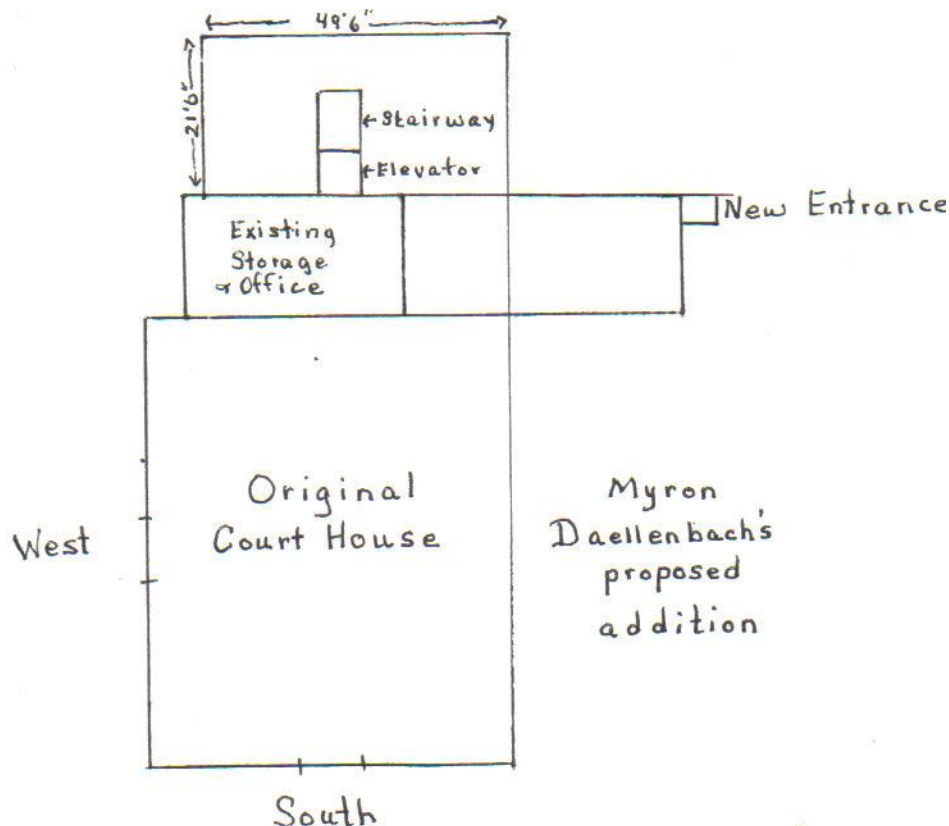 49'6"
21'6"
Stairway
Elevator
New Entrance
Existing
Storage
& Office
Original
Court House
West
Myron
Daellenbach's
proposed
addition
South